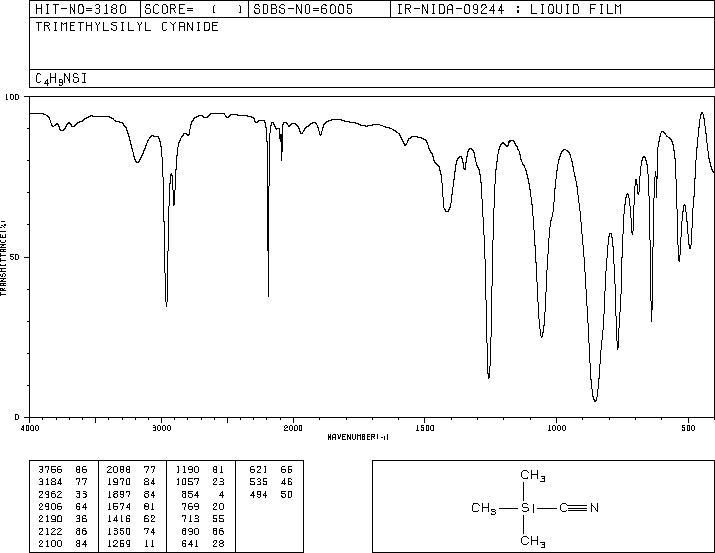 HIT-NO=3180 SCORE= ( ) SDBS-NO=6005 IR-NIDA-09244 : LIQUID FILM
TRIMETHYLSILYL CYANIDE
C4H9NSI
100
50
0
TRANSMITTANCE(%)
4000 3000 2000 1500 1000 500
WAVENUMBER(-1)
3766 86 2088 77 1190 81 621 66
3184 77 1970 84 1057 23 535 46
2962 33 1897 84 854 4 494 50
2906 64 1574 81 769 20
2190 36 1416 62 713 55
2122 86 1350 74 690 86
2100 84 1259 11 641 28
CH3
CH3 Si C N
CH3